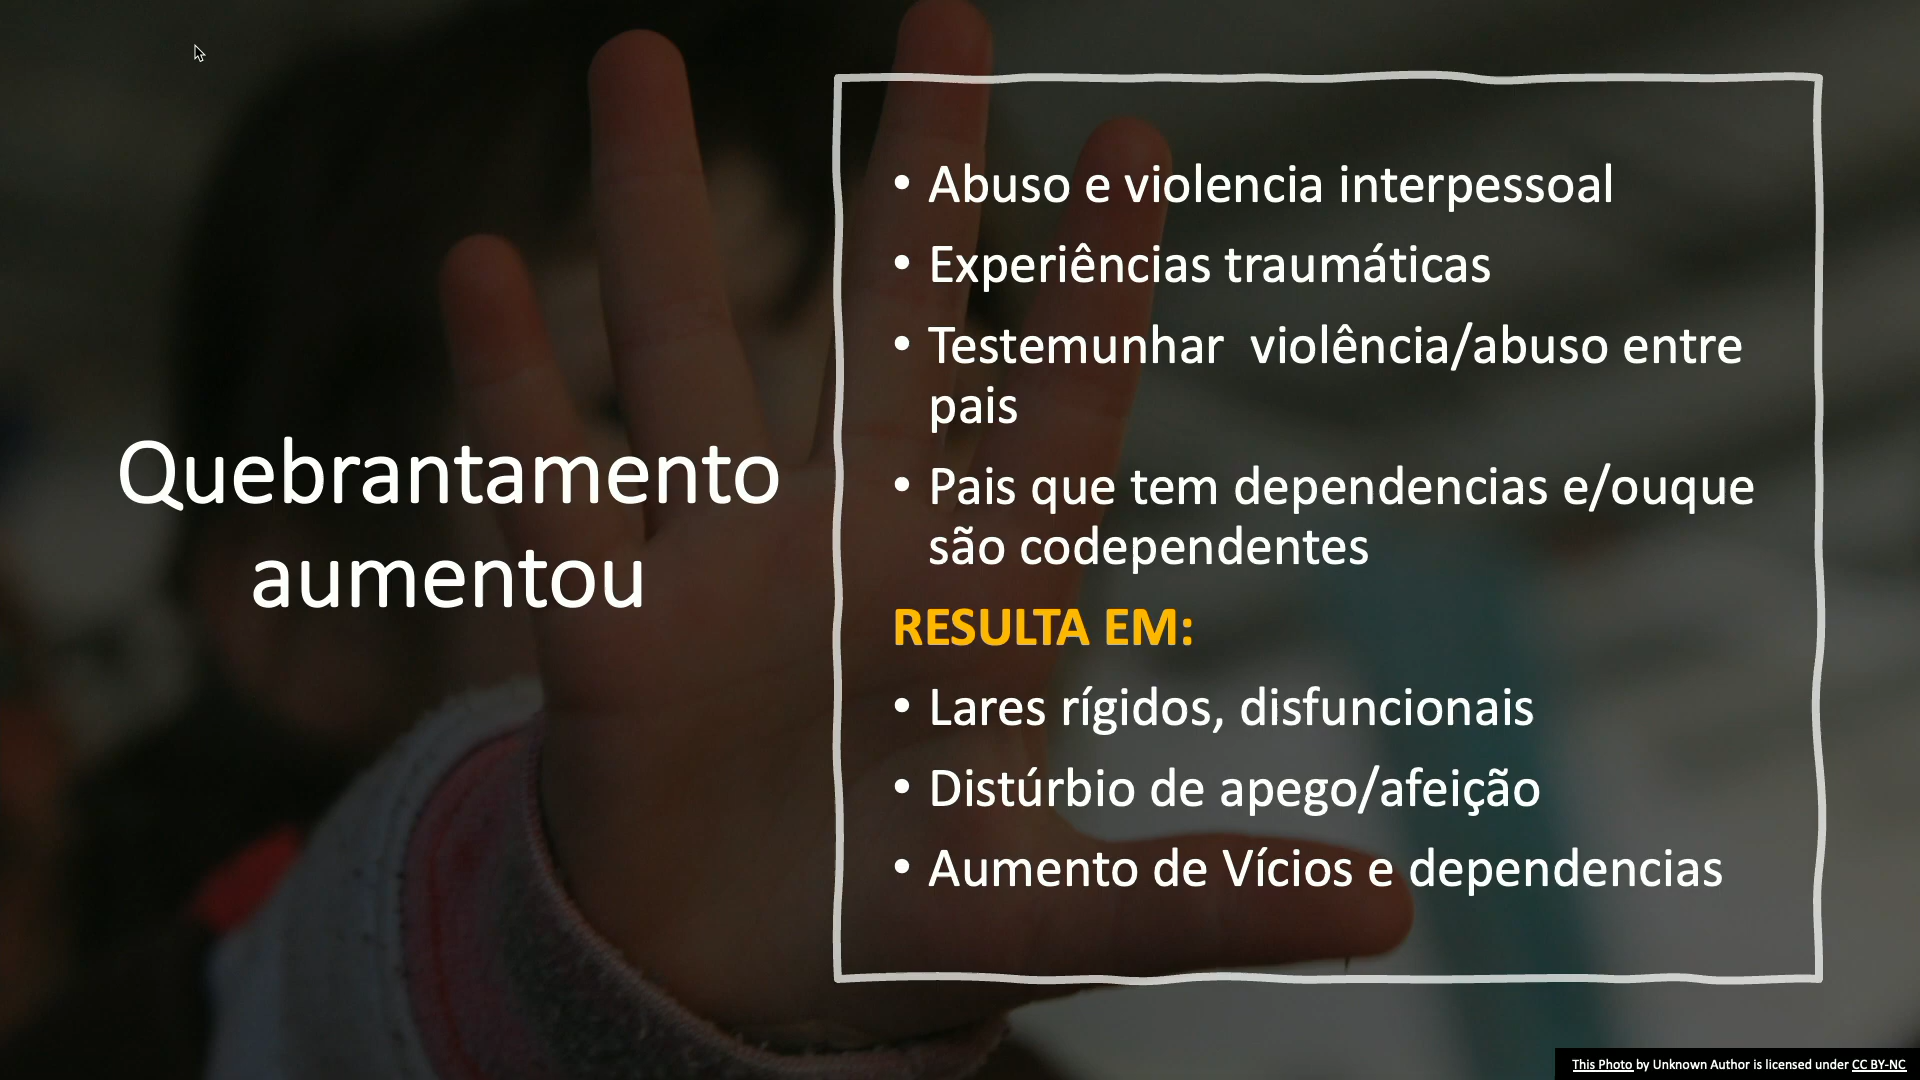 Quebrantamento
aumentou
• Abuso e violencia interpessoal
• Experiências traumáticas
• Testemunhar  violência/abuso entre
pais
• Pais que tem dependencias e/ouque
são codependentes
RESULTA EM:
• Lares rígidos, disfuncionais
• Distúrbio de apego/afeição
• Aumento de Vícios e dependencias
This Photo by Unknown Author is licensed under CC BY-NC